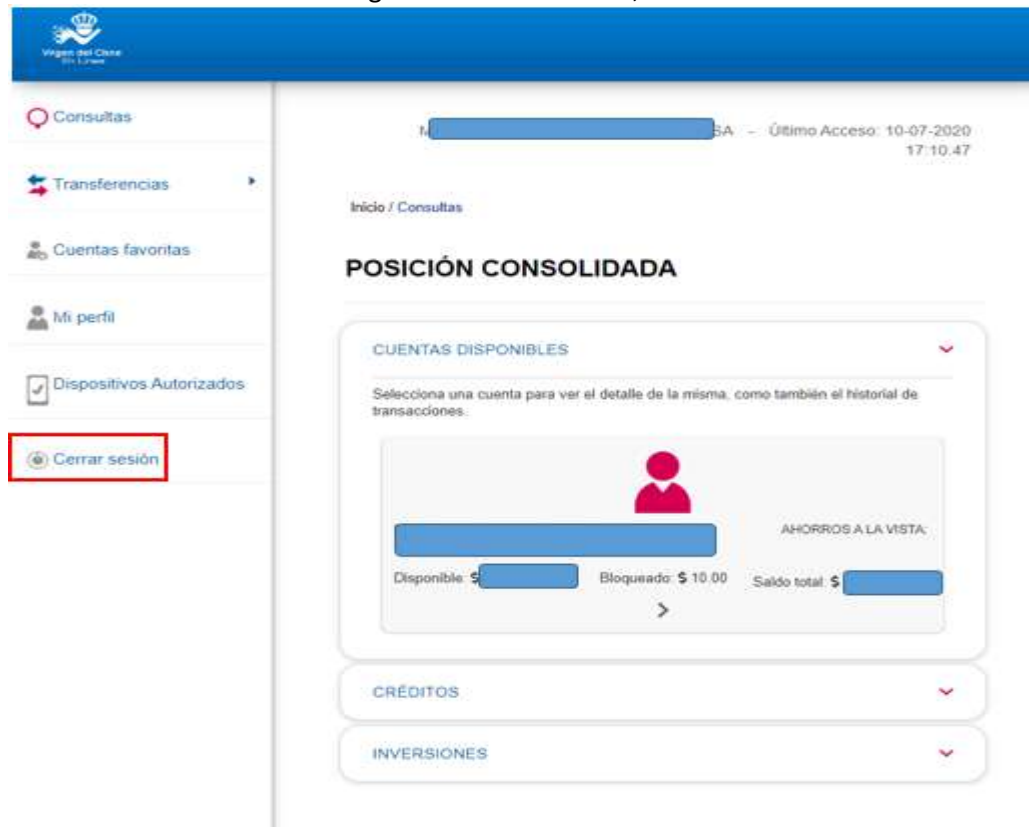 Virgen del Cisne
En Línea
Consultas
Transferencias
Cuentas favoritas
Mi perfil
Dispositivos Autorizados
Cerrar sesión
SA - Último Acceso: 10-07-2020
17:10:47
Inicio / Consultas
POSICIÓN CONSOLIDADA
CUENTAS DISPONIBLES
Selecciona una cuenta para ver el detalle de la misma, como también el historial de
transacciones.
AHORROS A LA VISTA:
Disponible: $ Bloqueado: $ 10.00 Saldo total: $
CRÉDITOS
INVERSIONES